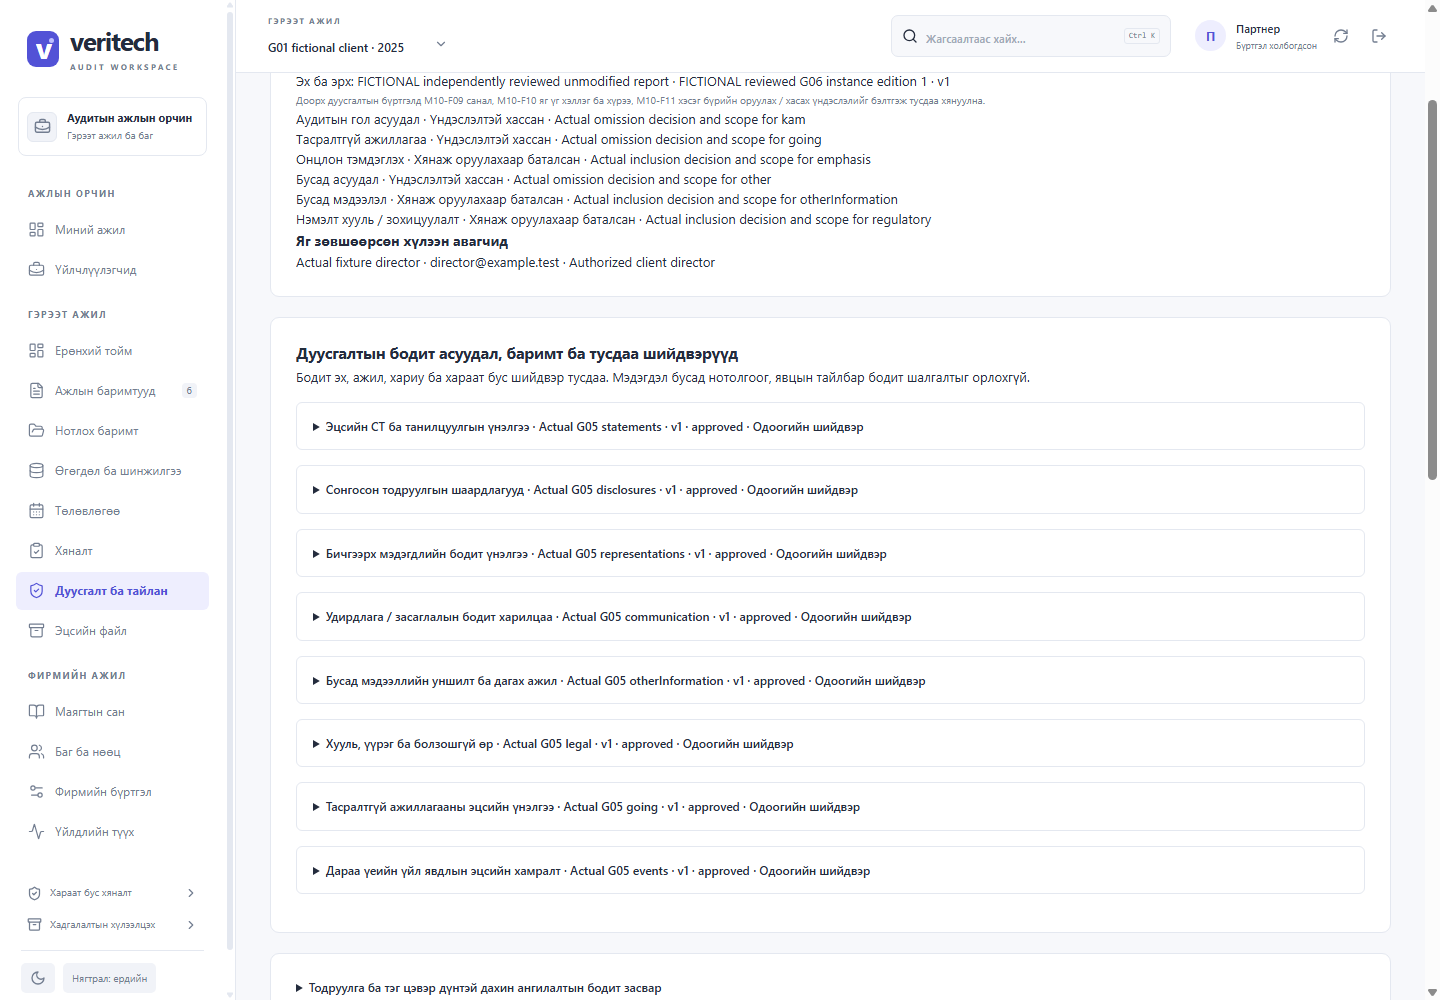 veritech
AUDIT WORKSPACE
Аудитын ажлын орчин
Гэрээт ажил ба баг
АЖЛЫН ОРЧИН
Миний ажил
Үйлчлүүлэгчид
ГЭРЭЭТ АЖИЛ
Ерөнхий тойм
Ажлын баримтууд 6
Нотлох баримт
Өгөгдөл ба шинжилгээ
Төлөвлөгөө
Хяналт
Дуусгалт ба тайлан
Эцсийн файл
ФИРМИЙН АЖИЛ
Маягтын сан
Баг ба нөөц
Фирмийн бүртгэл
Үйлдлийн түүх
Хараат бус хяналт
Хадгалалтын хүлээлцэх
Нягтрал: ердийн
ГЭРЭЭТ АЖИЛ
G01 fictional client · 2025
Жагсаалтаас хайх... Ctrl K
П
Партнер
Бүртгэл холбогдсон
Эх ба эрх: FICTIONAL independently reviewed unmodified report · FICTIONAL reviewed G06 instance edition 1 · v1
Доорх дуусгалтын бүртгэлд M10-F09 санал, M10-F10 яг үг хэллэг ба хүрээ, M10-F11 хэсэг бүрийн оруулах / хасах үндэслэлийг бэлтгэж тусдаа хянуулна.
Аудитын гол асуудал · Үндэслэлтэй хассан · Actual omission decision and scope for kam
Тасралтгүй ажиллагаа · Үндэслэлтэй хассан · Actual omission decision and scope for going
Онцлон тэмдэглэх · Хянаж оруулахаар баталсан · Actual inclusion decision and scope for emphasis
Бусад асуудал · Үндэслэлтэй хассан · Actual omission decision and scope for other
Бусад мэдээлэл · Хянаж оруулахаар баталсан · Actual inclusion decision and scope for otherInformation
Нэмэлт хууль / зохицуулалт · Хянаж оруулахаар баталсан · Actual inclusion decision and scope for regulatory
Яг зөвшөөрсөн хүлээн авагчид
Actual fixture director · director@example.test · Authorized client director
Дуусгалтын бодит асуудал, баримт ба тусдаа шийдвэрүүд
Бодит эх, ажил, хариу ба хараат бус шийдвэр тусдаа. Мэдэгдэл бусад нотолгоог, явцын тайлбар бодит шалгалтыг орлохгүй.
Эцсийн СТ ба танилцуулгын үнэлгээ · Actual G05 statements · v1 · approved · Одоогийн шийдвэр
Сонгосон тодруулгын шаардлагууд · Actual G05 disclosures · v1 · approved · Одоогийн шийдвэр
Бичгээрх мэдэгдлийн бодит үнэлгээ · Actual G05 representations · v1 · approved · Одоогийн шийдвэр
Удирдлага / засаглалын бодит харилцаа · Actual G05 communication · v1 · approved · Одоогийн шийдвэр
Бусад мэдээллийн уншилт ба дагах ажил · Actual G05 otherInformation · v1 · approved · Одоогийн шийдвэр
Хууль, үүрэг ба болзошгүй өр · Actual G05 legal · v1 · approved · Одоогийн шийдвэр
Тасралтгүй ажиллагааны эцсийн үнэлгээ · Actual G05 going · v1 · approved · Одоогийн шийдвэр
Дараа үеийн үйл явдлын эцсийн хамралт · Actual G05 events · v1 · approved · Одоогийн шийдвэр
Тодруулга ба тэг цэвэр дүнтэй дахин ангилалтын бодит засвар